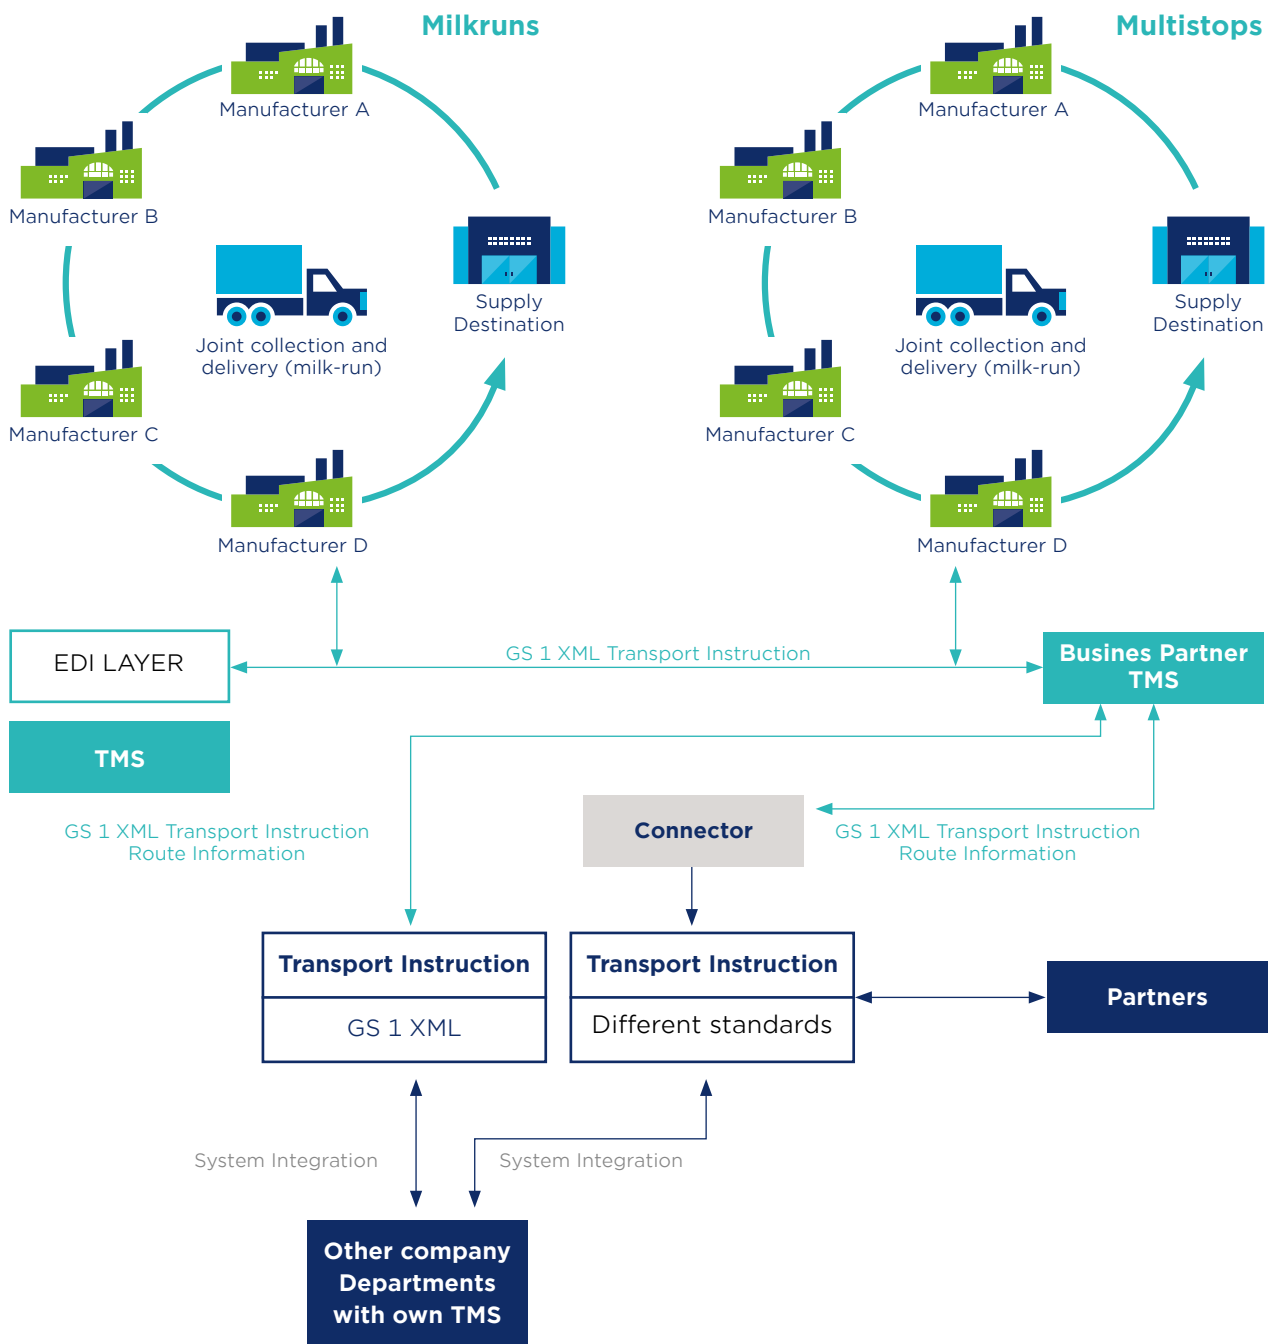 Milkruns
Manufacturer A
Manufacturer B
Supply
Destination
Joint collection and
delivery (milk-run)
Manufacturer C
Manufacturer D
Multistops
Manufacturer A
Manufacturer B
Supply
Destination
Joint collection and
delivery (milk-run)
Manufacturer C
Manufacturer D
EDI LAYER
GS 1 XML Transport Instruction
Busines Partner
TMS
TMS
GS 1 XML Transport Instruction
Route Information
Connector
GS 1 XML Transport Instruction
Route Information
Transport Instruction
GS 1 XML
Transport Instruction
Different standards
Partners
System Integration
System Integration
Other company
Departments
with own TMS